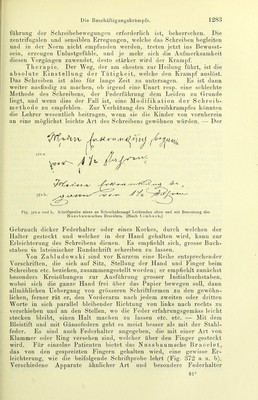 Die Beschäftigungskrämpfe. 1283
führung der Schreibebewegungen erforderlich ist, beherrschen. Die
zentrifugalen und sensiblen Erregungen, welche das Schreiben begleiten
und in der Norm nicht empfunden werden, treten jetzt ins Bewusst-
sein, erzeugen Unlustgefühle, und je mehr sich die Aufmerksamkeit
diesen Vorgängen zuwendet, desto stärker wird der Krampf.
Therapie. Der Weg, der am ehesten zur Heilung führt, ist die
absolute Einstellung der Tätigkeit, welche den Krampf auslöst.
Das Schreiben ist also für lange Zeit zu untersagen. Es ist dann
weiter ausfindig zu machen, ob irgend eine Unart resp. eine schlechte
Methode des Schreibens, der Federführung dem Leiden zu Grunde
liegt, und wenn dies der Fall ist, eine Modifikation der Schreib-
methode zu empfehlen. Zur Verhütung des Schreibkrampfes könnten
die Lehrer wesentlich beitragen, wenn sie die Kinder von vornherein
an eine möglichst leichte Art des Schreibens gewöhnen würden. — Der
372 a.
372 b.
Fig. 372 a und b. Schriftprobe eines an Schreibekrampf Leidenden ohne und mit Benutzung des
Nussbaumschen Bracelets.
Gebrauch dicker Federhalter oder eines Korkes, durch welchen der
Halter gesteckt und welcher in der Hand gehalten wird, kann zur
Erleichterung des Schreibens dienen. Es empfiehlt sich, grosse Buch-
staben in lateinischer Rundschrift schreiben zu lassen.
Von Zabludowski sind vor Kurzem eine Reihe entsprechender
Vorschriften, die sich auf Sitz, Stellung der Hand und Finger beim
Schreiben etc. beziehen, zusammengestellt worden; er empfiehlt zunächst
besondere Kreisübungen zur Ausführung grosser Initialbuchstaben,
wobei sich die ganze Hand frei über das Papier bewegen soll, dann
allmählichen Uebergang von grösseren Schriftformen zu den gewöhn-
lichen, ferner rät er, den Vorderarm nach jedem zweiten oder dritten
Worte in sich parallel bleibender Richtung von links nach rechts zu
verschieben und an den Stellen, wo die Feder erfahrungsgemäss leicht
stecken bleibt, einen Halt machen zu lassen etc. etc. — Mit dem
Bleistift und mit Gänsefedern geht es meist besser als mit der Stahl-
feder. Es sind auch Federhalter angegeben, die mit einer Art von
Klammer oder Ring versehen sind, welcher über den Finger gesteckt
wird. Für einzelne Patienten bietet das Nussbaumsche Bracelet,
das von den gespreizten Fingern gehalten wird, eine gewisse Er-
leichterung, wie die beifolgende Schriftprobe lehrt (Fig. 372 a u. b).
Verschiedene Apparate ähnlicher Art und besondere Federhalter
81*